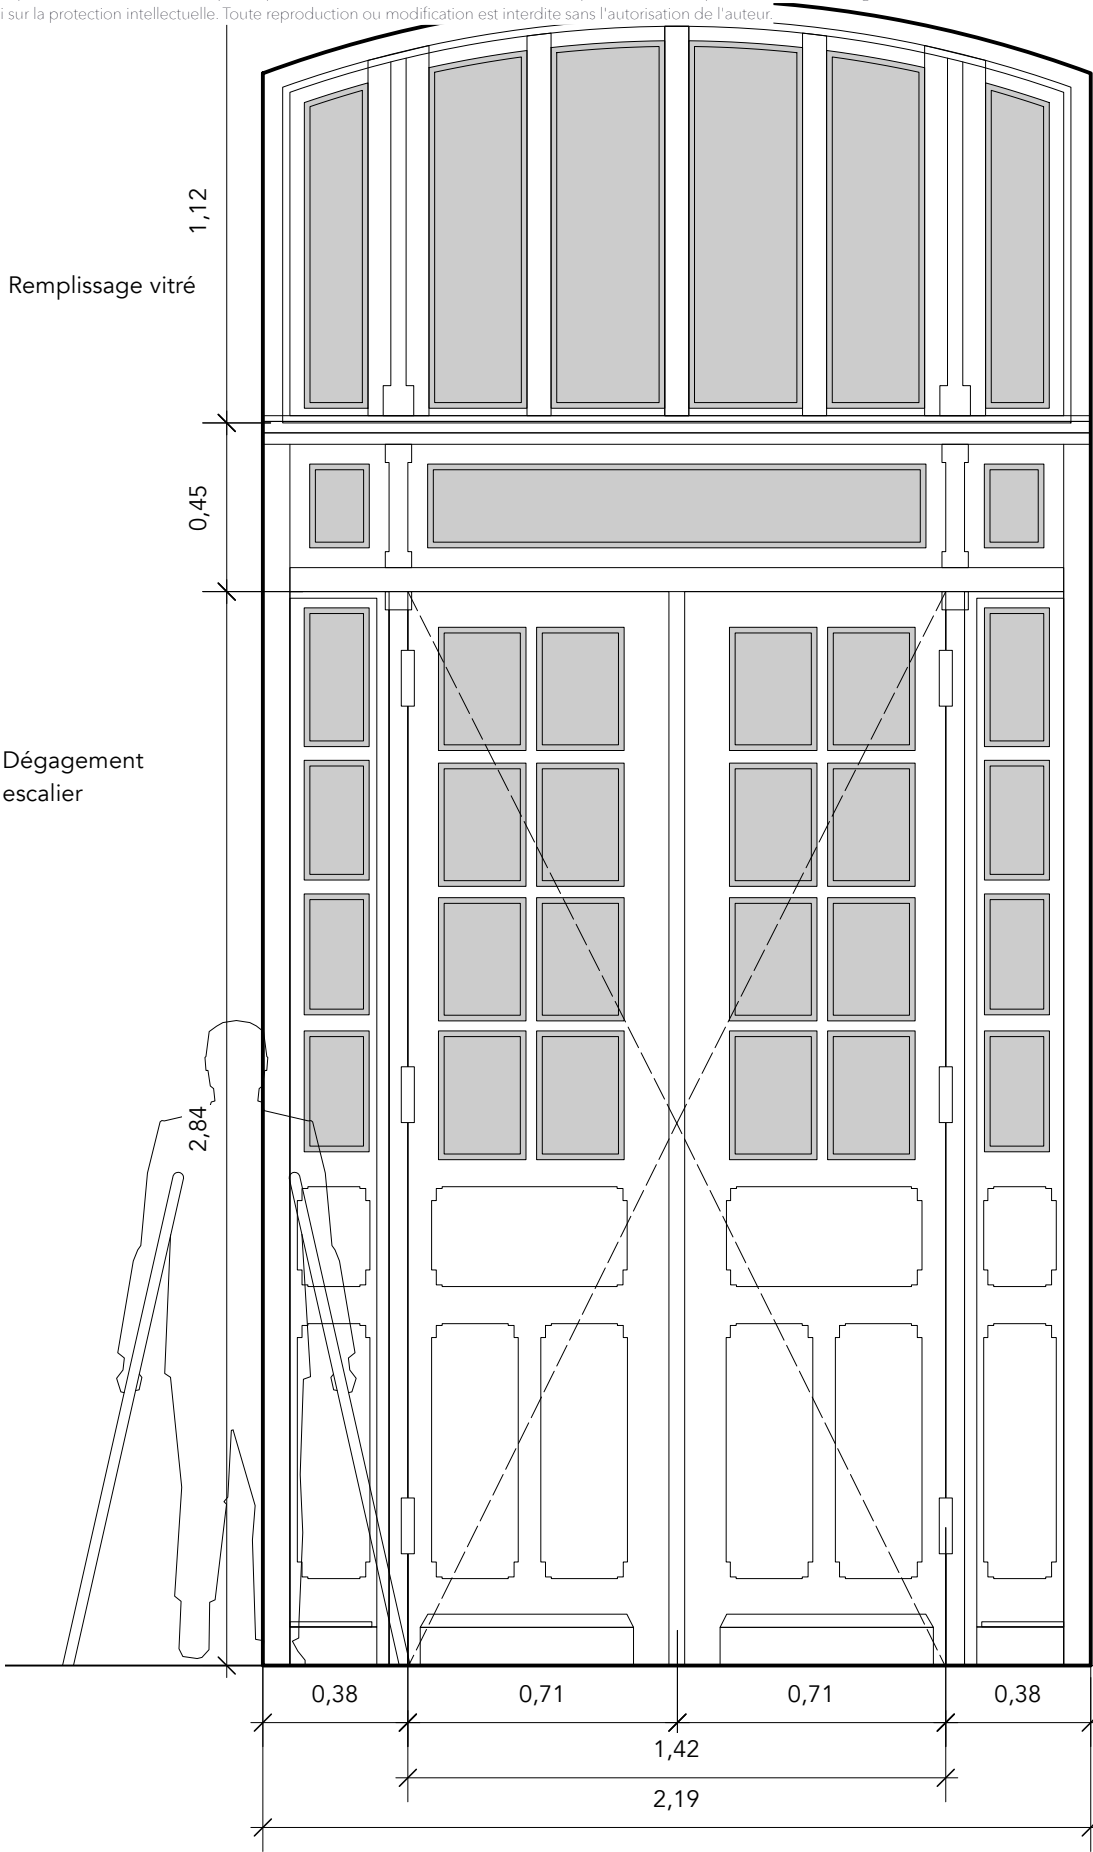 i sur la protection intellectuelle. Toute reproduction ou modification est interdite sans l'autorisation de l'auteur.
1,12
Remplissage vitré
0,45
Dégagement
escalier
2,84
0,38 0,71 0,71 0,38
1,42
2,19